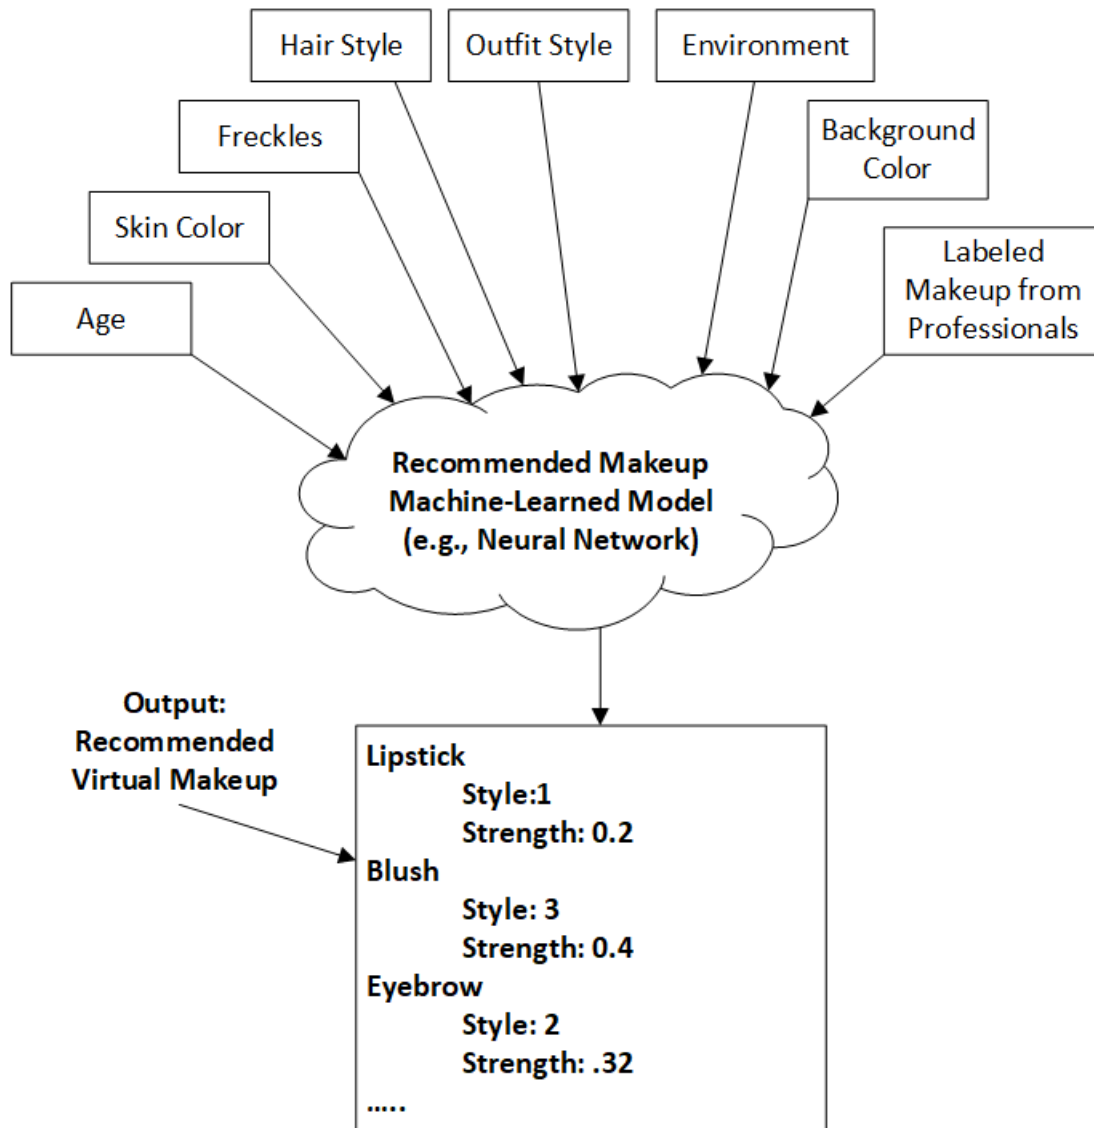 Hair Style
Outfit Style
Environment
Freckles
Background
Color
Skin Color
Labeled
Makeup from
Professionals
Age
Recommended Makeup
Machine-Learned Model
(e.g., Neural Network)
Output:
Recommended
Virtual Makeup
Lipstick
Style:1
Strength: 0.2
Blush
Style: 3
Strength: 0.4
Eyebrow
Style: 2
Strength: .32
.....